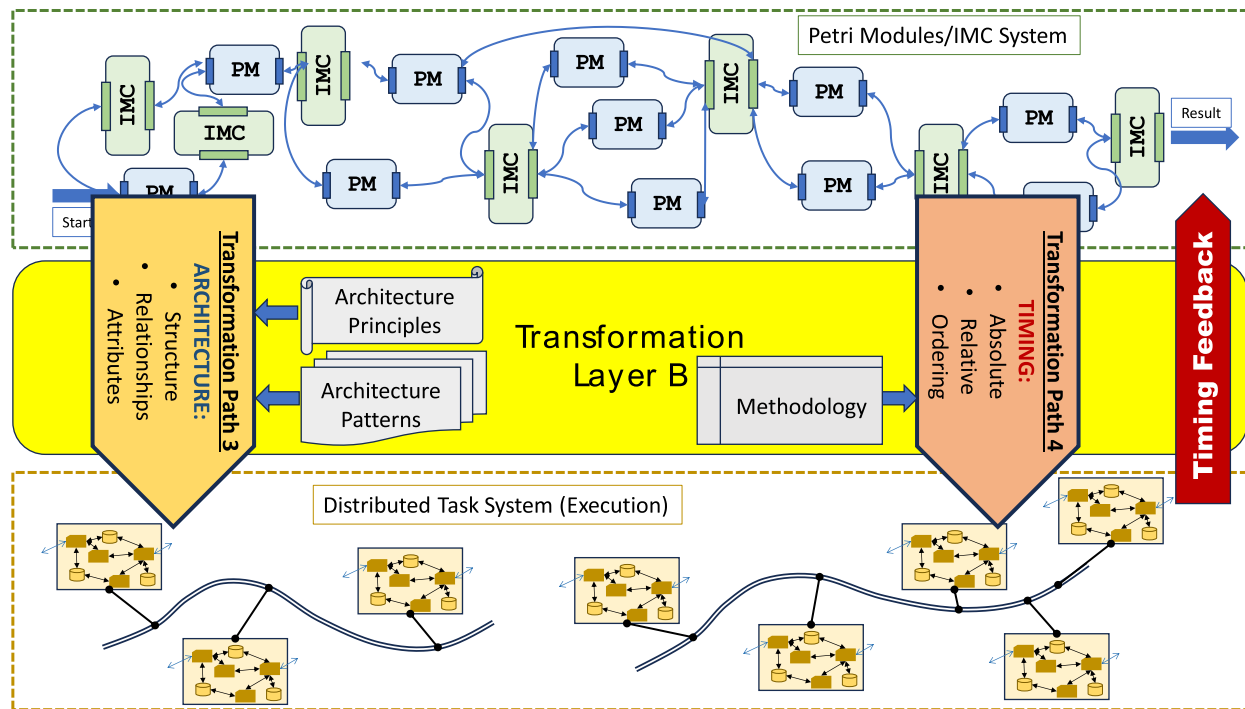 Petri Modules/IMC System
IMC
PM
IMC
PM
IMC
PM
PM
IMC
PM
PM
IMC
PM
PM
IMC
PM
PM
IMC
PM
IMC
Start
Result
Transformation Path 3
ARCHITECTURE:
• Structure
• Relationships
• Attributes
Architecture
Principles
Architecture
Patterns
Transformation
Layer B
Methodology
Transformation Path 4
TIMING:
• Absolute
• Relative
• Ordering
Timing Feedback
Distributed Task System (Execution)